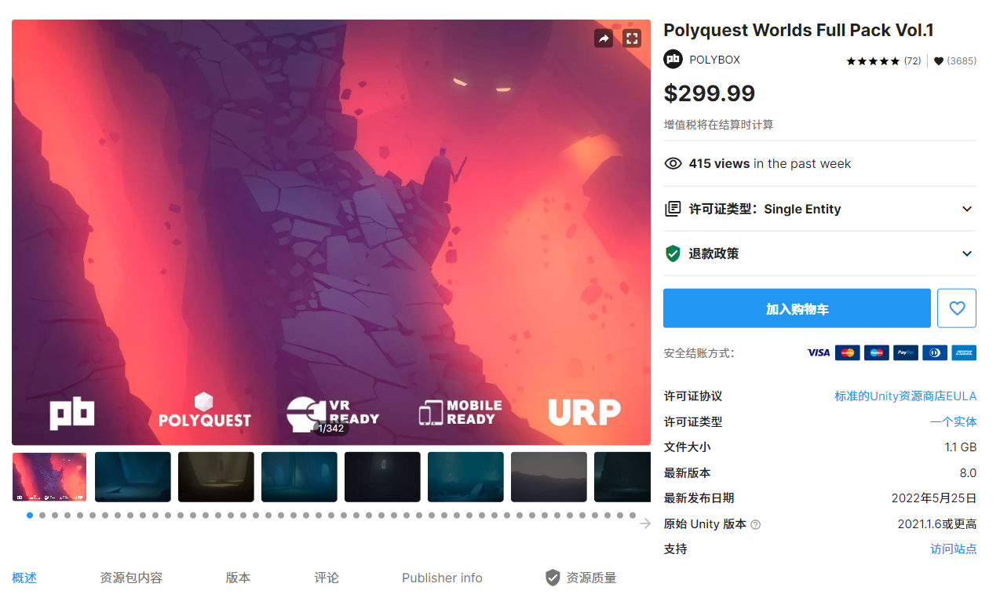 Polyquest Worlds Full Pack Vol.1
pb POLYBOX
(72) (3685)
$299.99
增值税将在结算时计算
415 views in the past week
许可证类型：Single Entity
退款政策
加入购物车
安全结账方式：
VISA
PayPal
AMEX
许可证协议 标准的Unity资源商店EULA
许可证类型 一个实体
文件大小 1.1 GB
最新版本 8.0
最新发布日期 2022年5月25日
原始 Unity 版本 ? 2021.1.6或更高
支持 访问站点
pb
POLYQUEST
VR
READY
MOBILE
READY
URP
1/342
概述 资源包内容 版本 评论 Publisher info 资源质量